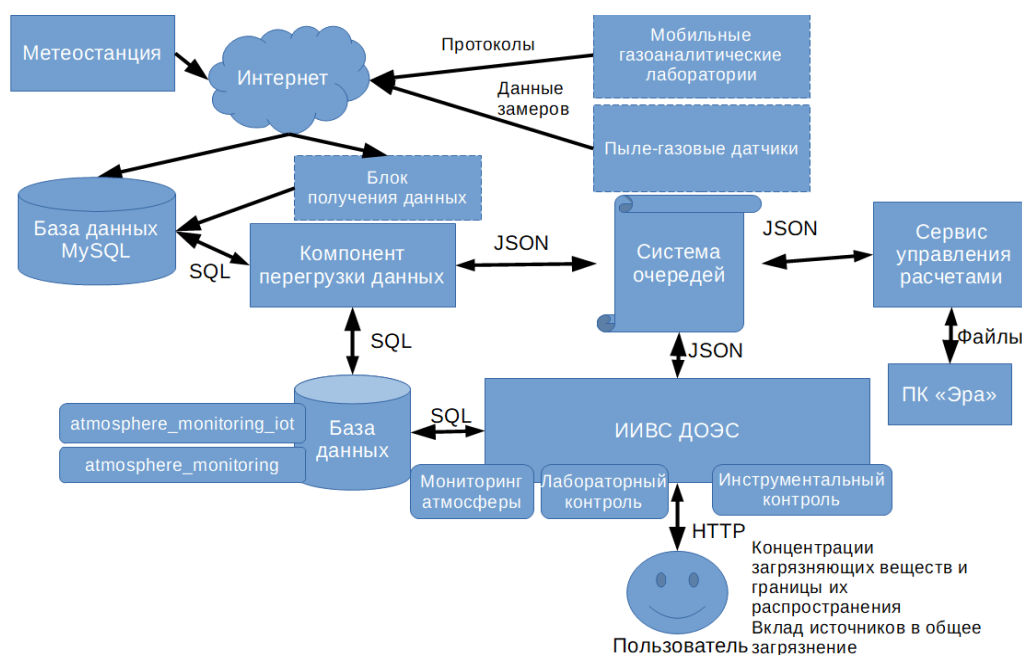 Метеостанция
Интернет
Протоколы
Мобильные
газоаналитические
лаборатории
Данные
замеров
Пыле-газовые датчики
База данных
MySQL
Блок
получения данных
SQL
Компонент
перегрузки данных
JSON
Система
очередей
JSON
Сервис
управления
расчетами
SQL
JSON
Файлы
ПК «Эра»
atmosphere_monitoring_iot
atmosphere_monitoring
База
данных
SQL
ИИВС ДОЭС
Мониторинг
атмосферы
Лабораторный
контроль
Инструментальный
контроль
HTTP
Пользователь
Концентрации
загрязняющих веществ и
границы их
распространения
Вклад источников в общее
загрязнение